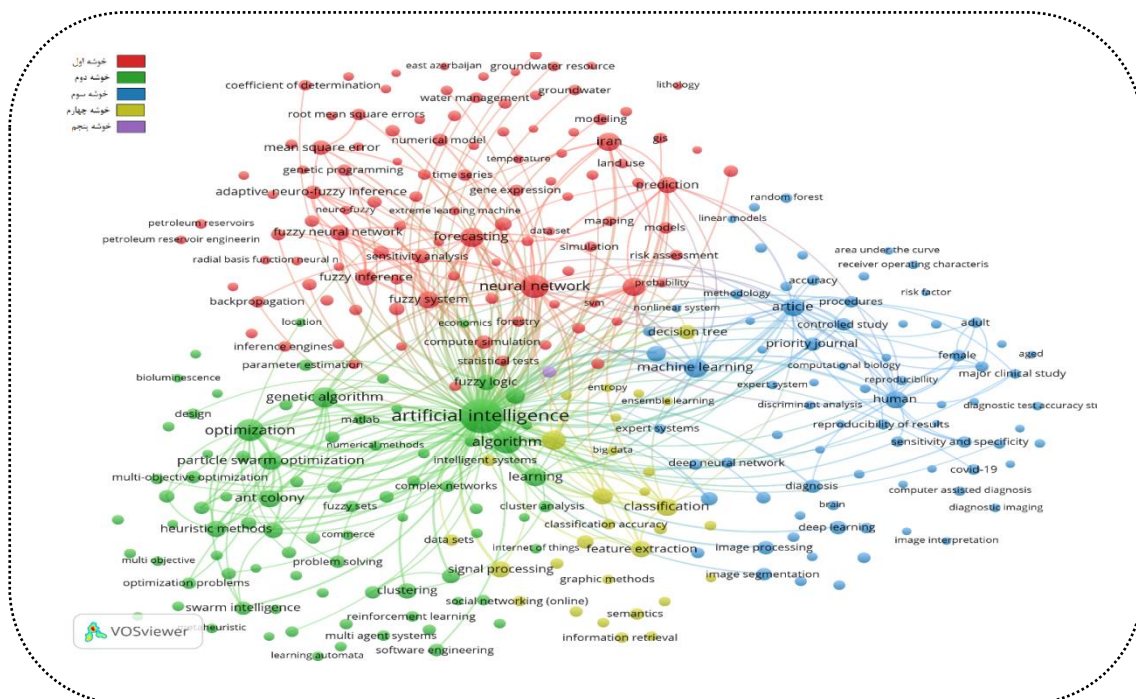 خوشه اول
خوشه دوم
خوشه سوم
خوشه چهارم
خوشه پنجم
east azerbaijan
groundwater resource
coefficient of determination
water management
groundwater
lithology
root mean square errors
modeling
numerical model
iran
gis
mean square error
temperature
land use
genetic programming
time series
prediction
adaptive neuro-fuzzy inference
gene expression
random forest
neuro-fuzzy
extreme learning machine
petroleum reservoirs
mapping
linear models
fuzzy neural network
forecasting
data set
models
petroleum reservoir engineerin
simulation
area under the curve
radial basis function neural n
sensitivity analysis
risk assessment
receiver operating characteris
fuzzy inference
accuracy
neural network
probability
methodology
risk factor
backpropagation
fuzzy system
svm
nonlinear system
article
procedures
location
economics
forestry
decision tree
controlled study
adult
inference engines
computer simulation
priority journal
statistical tests
female
aged
parameter estimation
machine learning
computational biology
major clinical study
bioluminescence
fuzzy logic
entropy
expert system
reproducibility
genetic algorithm
ensemble learning
human
design
matlab
artificial intelligence
discriminant analysis
diagnostic test accuracy stu
optimization
expert systems
reproducibility of results
numerical methods
algorithm
sensitivity and specificity
particle swarm optimization
intelligent systems
big data
deep neural network
covid-19
multi-objective optimization
learning
complex networks
diagnosis
computer assisted diagnosis
ant colony
fuzzy sets
cluster analysis
classification
brain
diagnostic imaging
heuristic methods
classification accuracy
deep learning
commerce
data sets
image interpretation
internet of things
feature extraction
image processing
multi objective
problem solving
signal processing
optimization problems
graphic methods
image segmentation
clustering
swarm intelligence
social networking (online)
semantics
reinforcement learning
metaheuristic
multi agent systems
information retrieval
software engineering
learning automata
VOSviewer